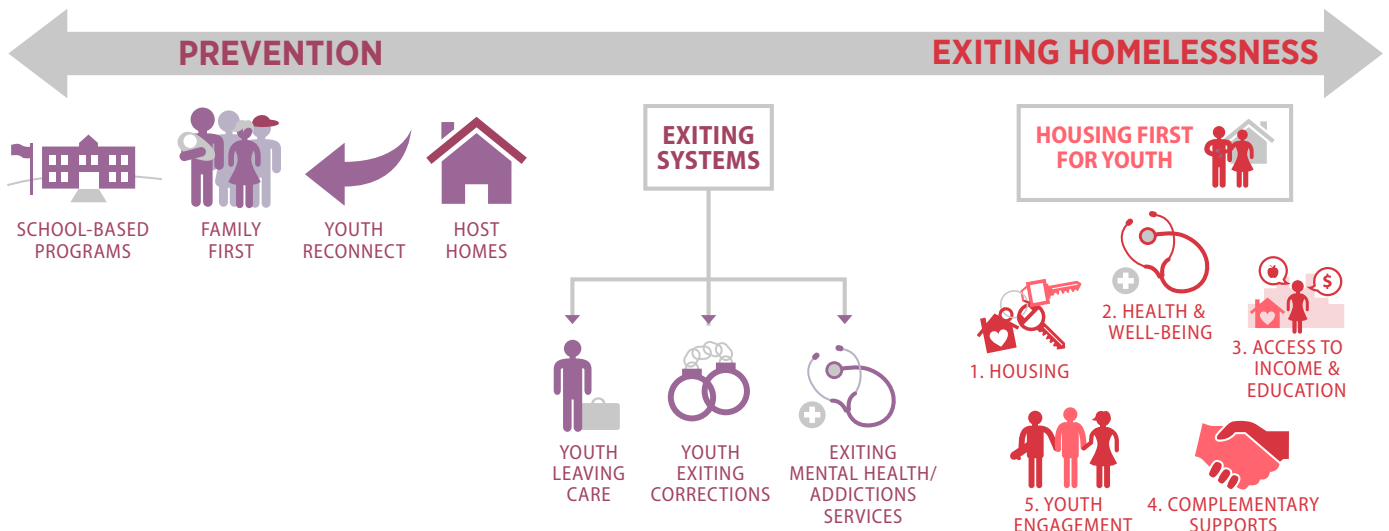 PREVENTION
EXITING HOMELESSNESS
SCHOOL-BASED
PROGRAMS
FAMILY
FIRST
YOUTH
RECONNECT
HOST
HOMES
EXITING
SYSTEMS
YOUTH
LEAVING
CARE
YOUTH
EXITING
CORRECTIONS
EXITING
MENTAL HEALTH/
ADDICTIONS
SERVICES
HOUSING FIRST
FOR YOUTH
1. HOUSING
2. HEALTH &
WELL-BEING
$
3. ACCESS TO
INCOME &
EDUCATION
4. COMPLEMENTARY
SUPPORTS
5. YOUTH
ENGAGEMENT